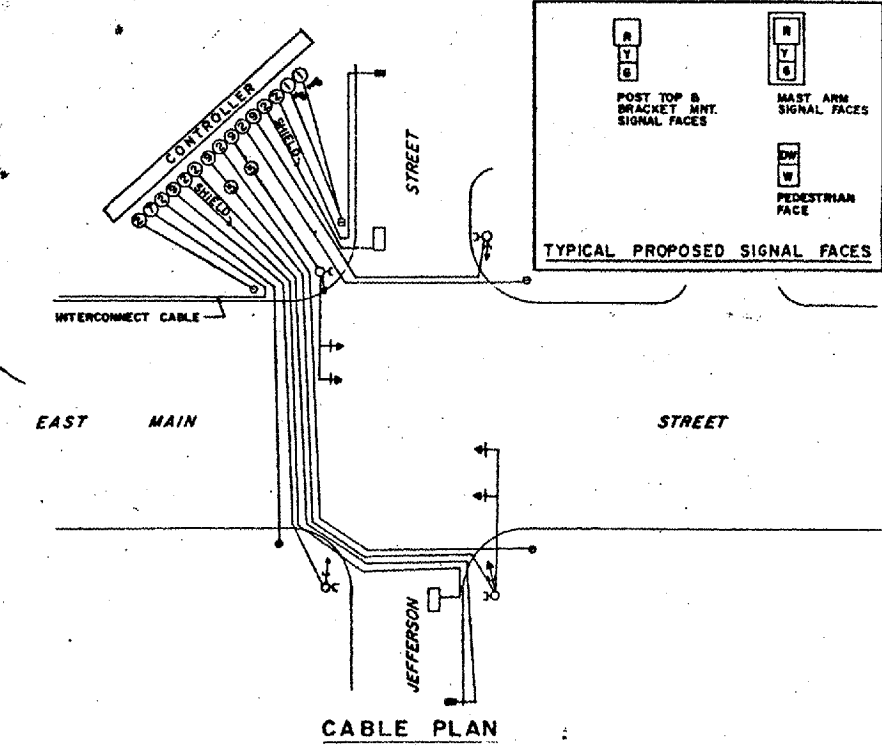 CONTROLLER
SHIELD
SHIELD
STREET
R
Y
G
POST TOP &
BRACKET MNT.
SIGNAL FACES
R
Y
G
MAST ARM
SIGNAL FACES
DW
W
PEDESTRIAN
FACE
TYPICAL PROPOSED SIGNAL FACES
INTERCONNECT CABLE
EAST MAIN STREET
JEFFERSON
CABLE PLAN